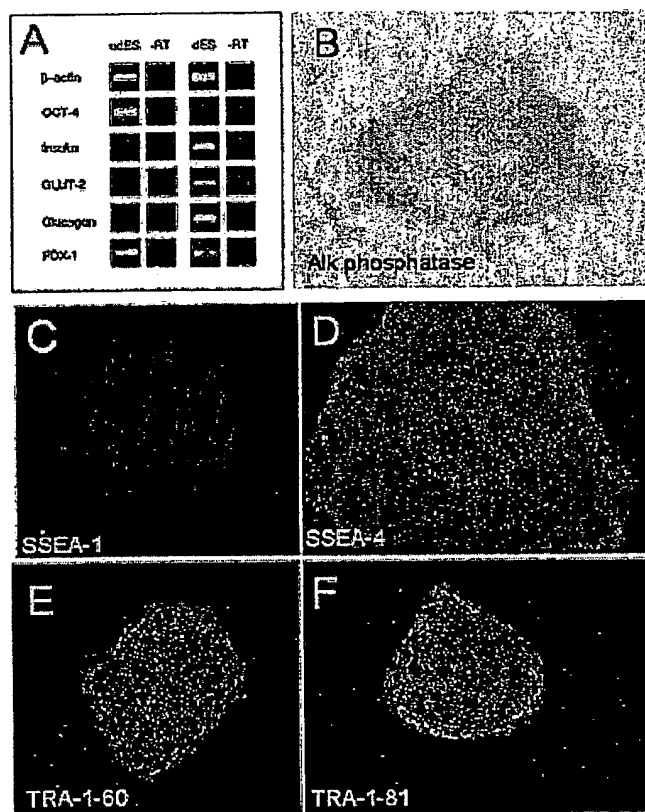 A
udES -RT dES -RT
β-actin
OCT-4
Insulin
GLUT-2
Glucagon
PDX-1
B
Alk phosphatase
C
SSEA-1
D
SSEA-4
E
TRA-1-60
F
TRA-1-81